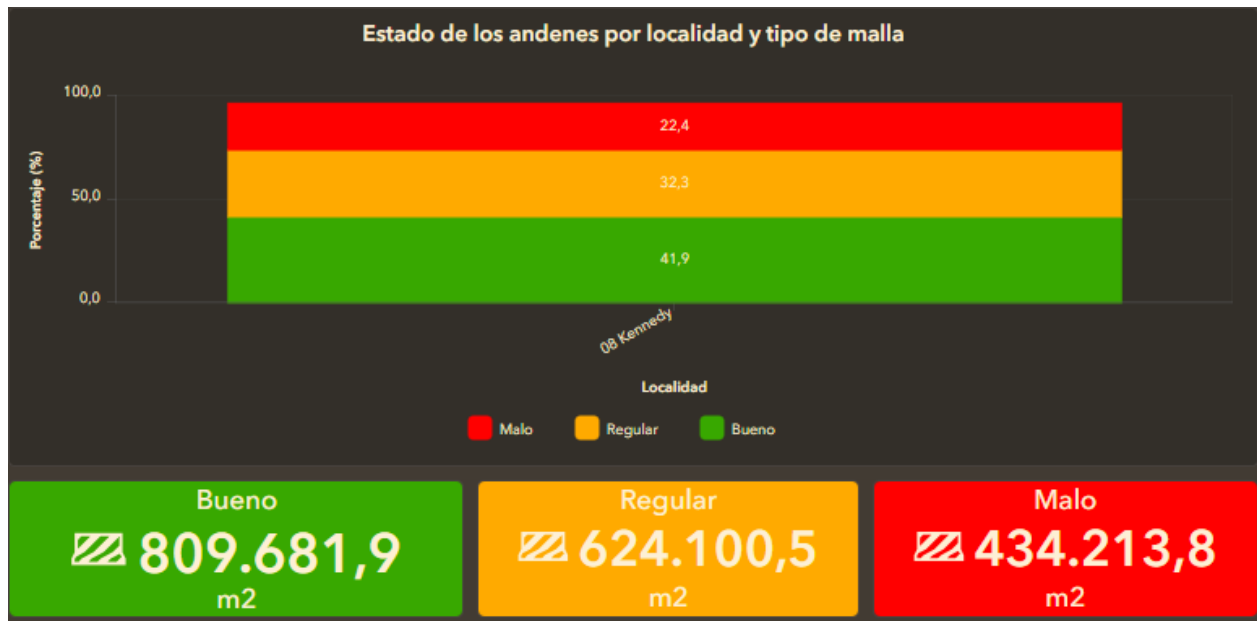 Estado de los andenes por localidad y tipo de malla
100,0
50,0
0,0
Porcentaje (%)
22,4
32,3
41,9
08 Kennedy
Localidad
Malo
Regular
Bueno
Bueno
809.681,9
m2
Regular
624.100,5
m2
Malo
434.213,8
m2